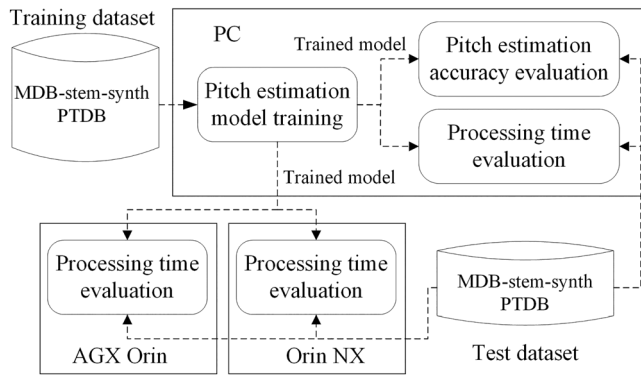 Training dataset
MDB-stem-synth
PTDB
PC
Pitch estimation
model training
Trained model
Pitch estimation
accuracy evaluation
Processing time
evaluation
Trained model
Processing time
evaluation
AGX Orin
Processing time
evaluation
Orin NX
MDB-stem-synth
PTDB
Test dataset